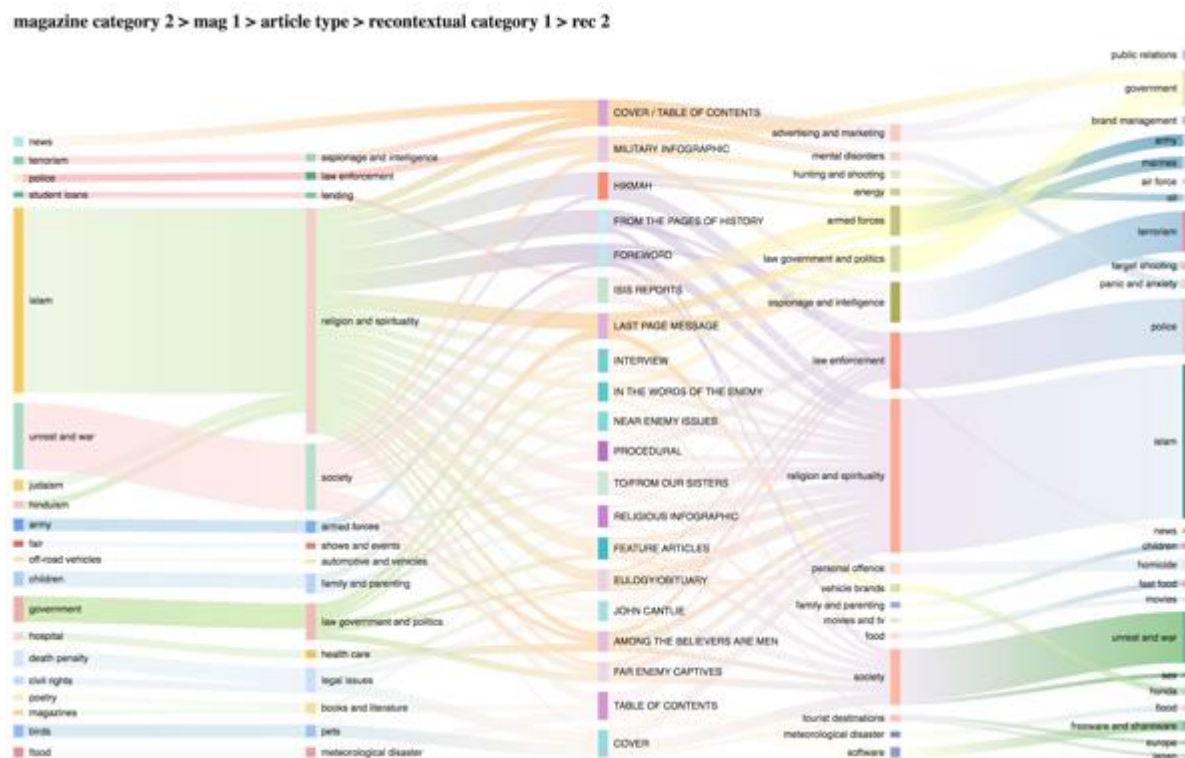 magazine category 2 > mag 1 > article type > recontextual category 1 > rec 2
news
terrorism
police
student loans
islam
unrest and war
judaism
hinduism
army
fair
off-road vehicles
children
government
hospital
death penalty
civil rights
poetry
magazines
birds
flood
espionage and intelligence
law enforcement
lending
religion and spirituality
society
armed forces
shows and events
automotive and vehicles
family and parenting
law government and politics
health care
legal issues
books and literature
pets
meteorological disaster
COVER / TABLE OF CONTENTS
MILITARY INFOGRAPHIC
HIKMAH
FROM THE PAGES OF HISTORY
FOREWORD
ISIS REPORTS
LAST PAGE MESSAGE
INTERVIEW
IN THE WORDS OF THE ENEMY
NEAR ENEMY ISSUES
PROCEDURAL
TO/FROM OUR SISTERS
RELIGIOUS INFOGRAPHIC
FEATURE ARTICLES
EULOGY/OBITUARY
JOHN CANTLIE
AMONG THE BELIEVERS ARE MEN
FAR ENEMY CAPTIVES
TABLE OF CONTENTS
COVER
advertising and marketing
mental disorders
hunting and shooting
energy
armed forces
law government and politics
espionage and intelligence
law enforcement
religion and spirituality
personal offence
vehicle brands
family and parenting
movies and tv
food
society
tourist destinations
meteorological disaster
software
public relations
government
brand management
army
marines
air force
oil
terrorism
target shooting
panic and anxiety
police
islam
news
children
homicide
fast food
movies
unrest and war
sex
honda
flood
freeware and shareware
europe
japan